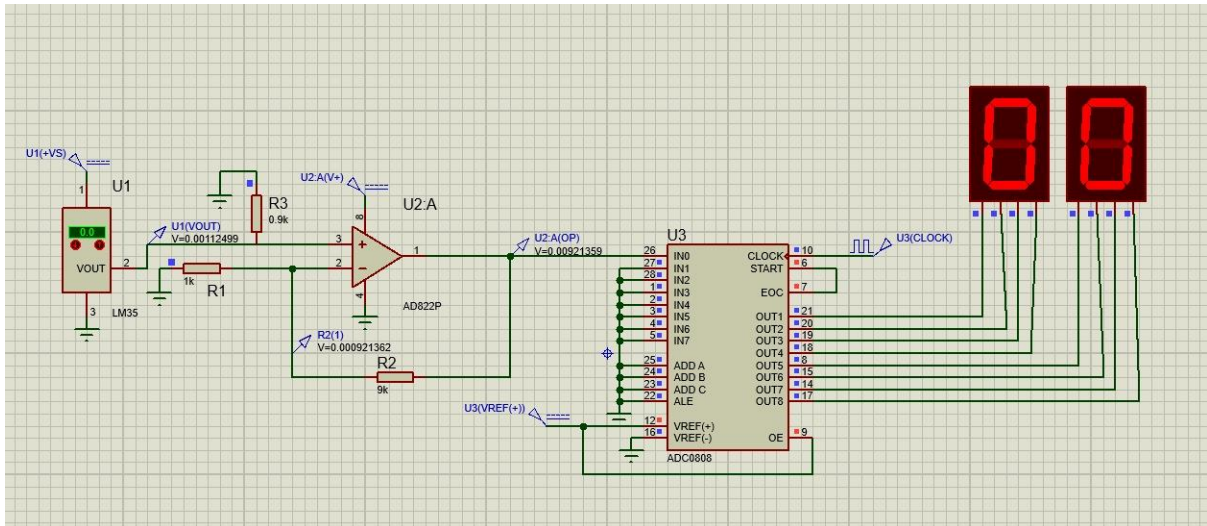 U1(+VS)
1
U1
0.0
VOUT
2
3
LM35
R3
0.9k
U1(VOUT)
V=0.00112499
1k
R1
U2:A(V+)
U2:A
8
3
2
1
4
AD822P
R2(1)
V=0.000921362
R2
9k
U2:A(OP)
V=0.00921359
U3(VREF(+))
U3
26 IN0 CLOCK 10
27 IN1 START 6
28 IN2
1 IN3 EOC 7
2 IN4
3 IN5 OUT1 21
4 IN6 OUT2 20
5 IN7 OUT3 19
OUT4 18
25 ADD A OUT5 8
24 ADD B OUT6 15
23 ADD C OUT7 14
22 ALE OUT8 17
12 VREF(+)
16 VREF(-) OE 9
ADC0808
U3(CLOCK)
0 0